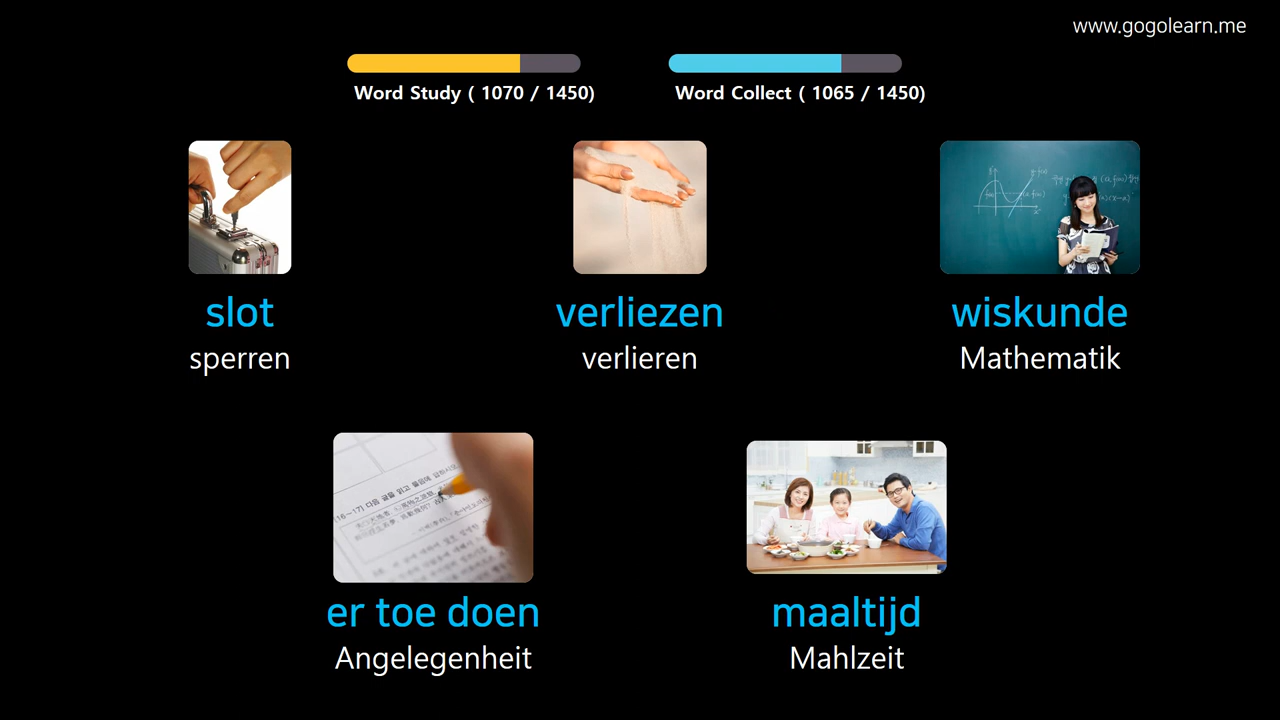 www.gogolearn.me
Word Study ( 1070 / 1450)
Word Collect ( 1065 / 1450)
slot
sperren
verliezen
verlieren
wiskunde
Mathematik
er toe doen
Angelegenheit
maaltijd
Mahlzeit